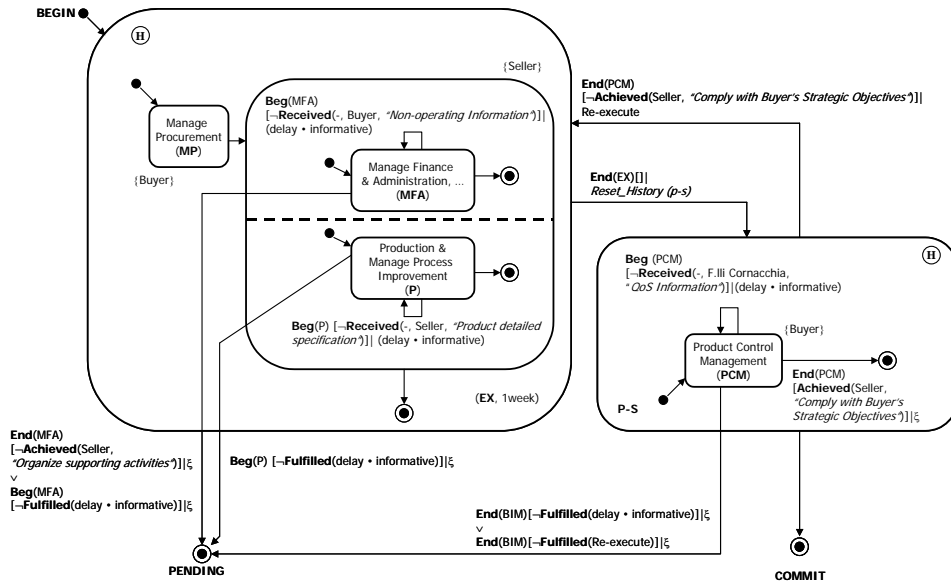 BEGIN
H
{Seller}
Beg(MFA)
[¬Received(-, Buyer, "Non-operating Information")]|
(delay • informative)
Manage
Procurement
(MP)
{Buyer}
Manage Finance
& Administration, ...
(MFA)
Production &
Manage Process
Improvement
(P)
Beg(P) [¬Received(-, Seller, "Product detailed
specification")]| (delay • informative)
(EX, 1week)
End(PCM)
[¬Achieved(Seller, "Comply with Buyer's Strategic Objectives")]|
Re-execute
End(EX)[]|
Reset_History (p-s)
H
Beg (PCM)
[¬Received(-, F.lli Cornacchia,
"QoS Information")]|(delay • informative)
{Buyer}
Product Control
Management
(PCM)
P-S
End(PCM)
[Achieved(Seller,
"Comply with Buyer's
Strategic Objectives")]|ξ
End(MFA)
[¬Achieved(Seller,
"Organize supporting activities")]|ξ
∨
Beg(MFA)
[¬Fulfilled(delay • informative)]|ξ
Beg(P) [¬Fulfilled(delay • informative)]|ξ
End(BIM)[¬Fulfilled(delay • informative)]|ξ
∨
End(BIM)[¬Fulfilled(Re-execute)]|ξ
PENDING
COMMIT